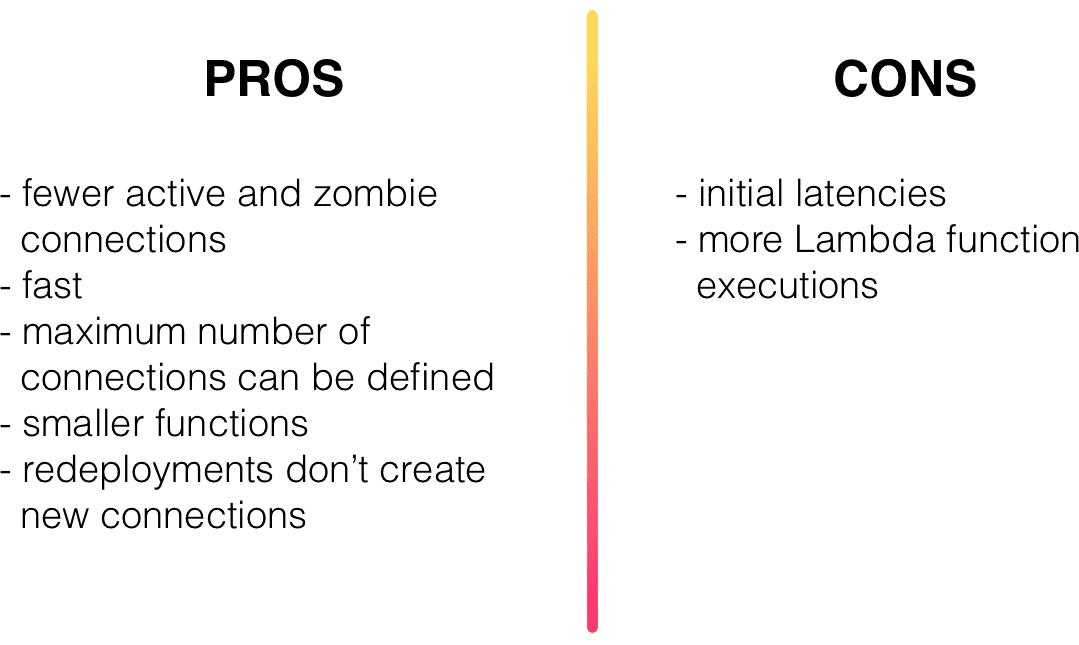 PROS
- fewer active and zombie
connections
- fast
- maximum number of
connections can be defined
- smaller functions
- redeployments don’t create
new connections
CONS
- initial latencies
- more Lambda function
executions